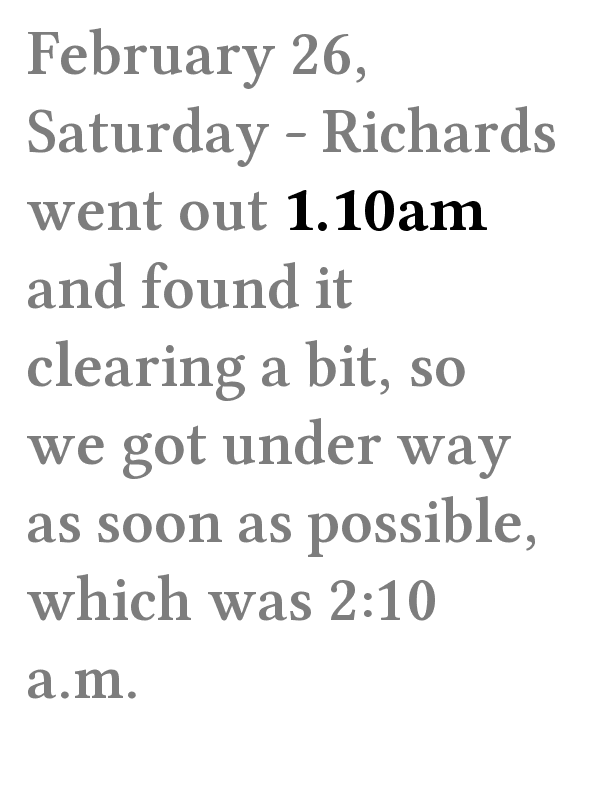 February 26,
Saturday - Richards
went out 1.10am
and found it
clearing a bit, so
we got under way
as soon as possible,
which was 2:10
a.m.